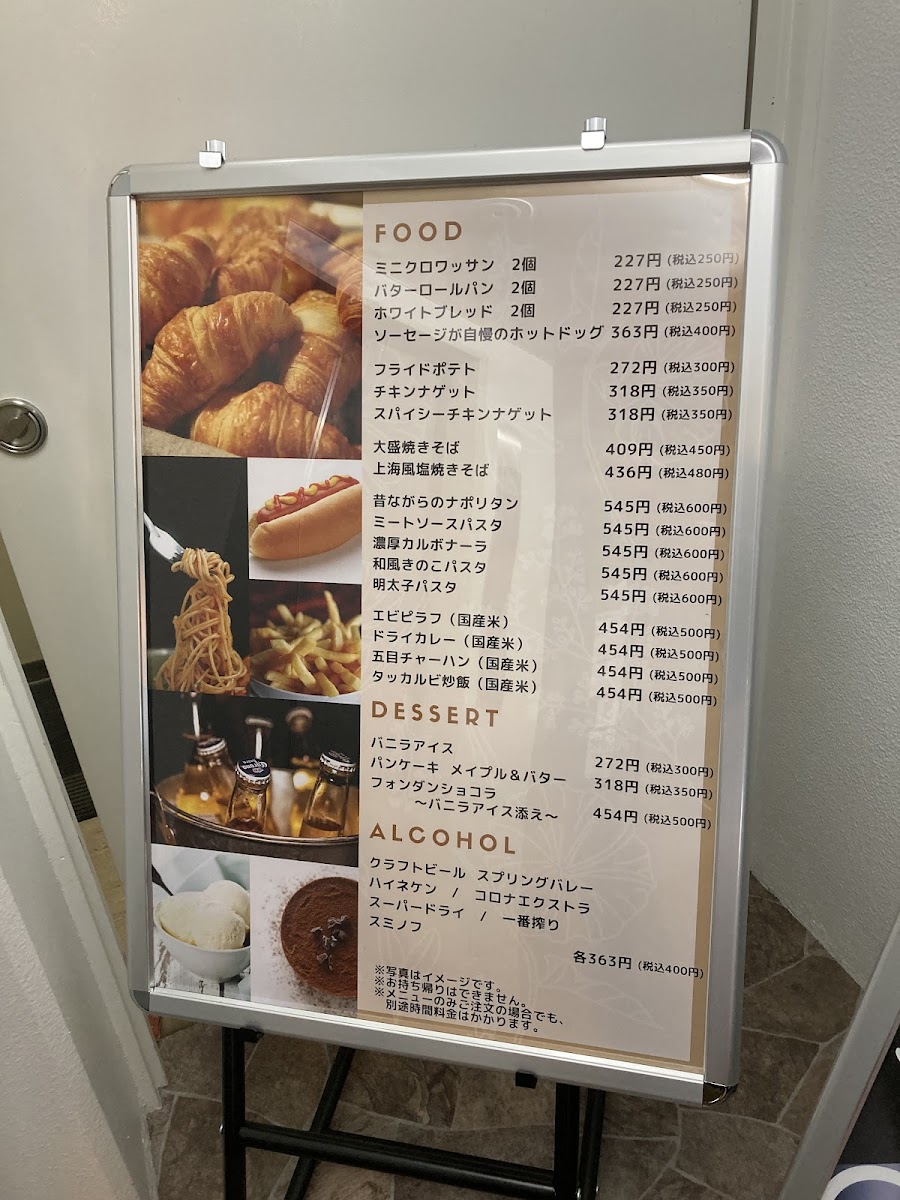 FOOD
ミニクロワッサン 2個 227円 (税込250円)
バターロールパン 2個 227円 (税込250円)
ホワイトブレッド 2個 227円 (税込250円)
ソーセージが自慢のホットドッグ 363円 (税込400円)
フライドポテト 272円 (税込300円)
チキンナゲット 318円 (税込350円)
スパイシーチキンナゲット 318円 (税込350円)
大盛焼きそば 409円 (税込450円)
上海風塩焼きそば 436円 (税込480円)
昔ながらのナポリタン 545円 (税込600円)
ミートソースパスタ 545円 (税込600円)
濃厚カルボナーラ 545円 (税込600円)
和風きのこパスタ 545円 (税込600円)
明太子パスタ 545円 (税込600円)
エビピラフ（国産米） 454円 (税込500円)
ドライカレー（国産米） 454円 (税込500円)
五目チャーハン（国産米） 454円 (税込500円)
タッカルビ炒飯（国産米） 454円 (税込500円)
DESSERT
バニラアイス 272円 (税込300円)
パンケーキ メイプル＆バター 318円 (税込350円)
フォンダンショコラ
～バニラアイス添え～ 454円 (税込500円)
ALCOHOL
クラフトビール スプリングバレー
ハイネケン / コロナエクストラ
スーパードライ / 一番搾り
スミノフ
各363円 (税込400円)
※写真はイメージです。
※お持ち帰りはできません。
※メニューのみご注文の場合でも、
別途時間料金はかかります。